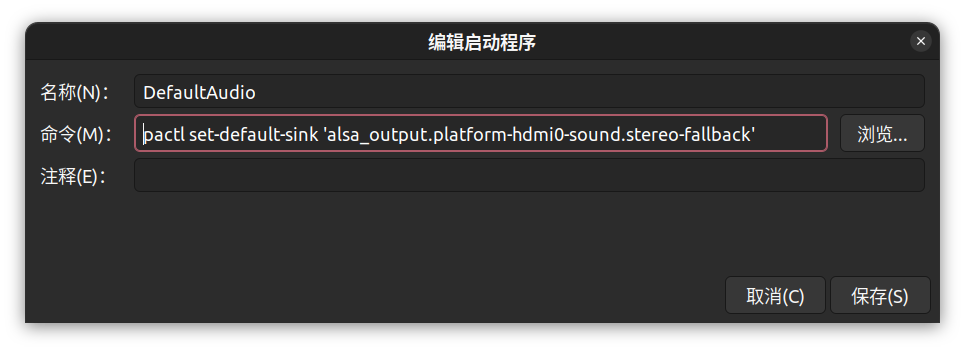 编辑启动程序
名称(N)： DefaultAudio
命令(M)： pactl set-default-sink 'alsa_output.platform-hdmi0-sound.stereo-fallback' 浏览...
注释(E)：
取消(C) 保存(S)